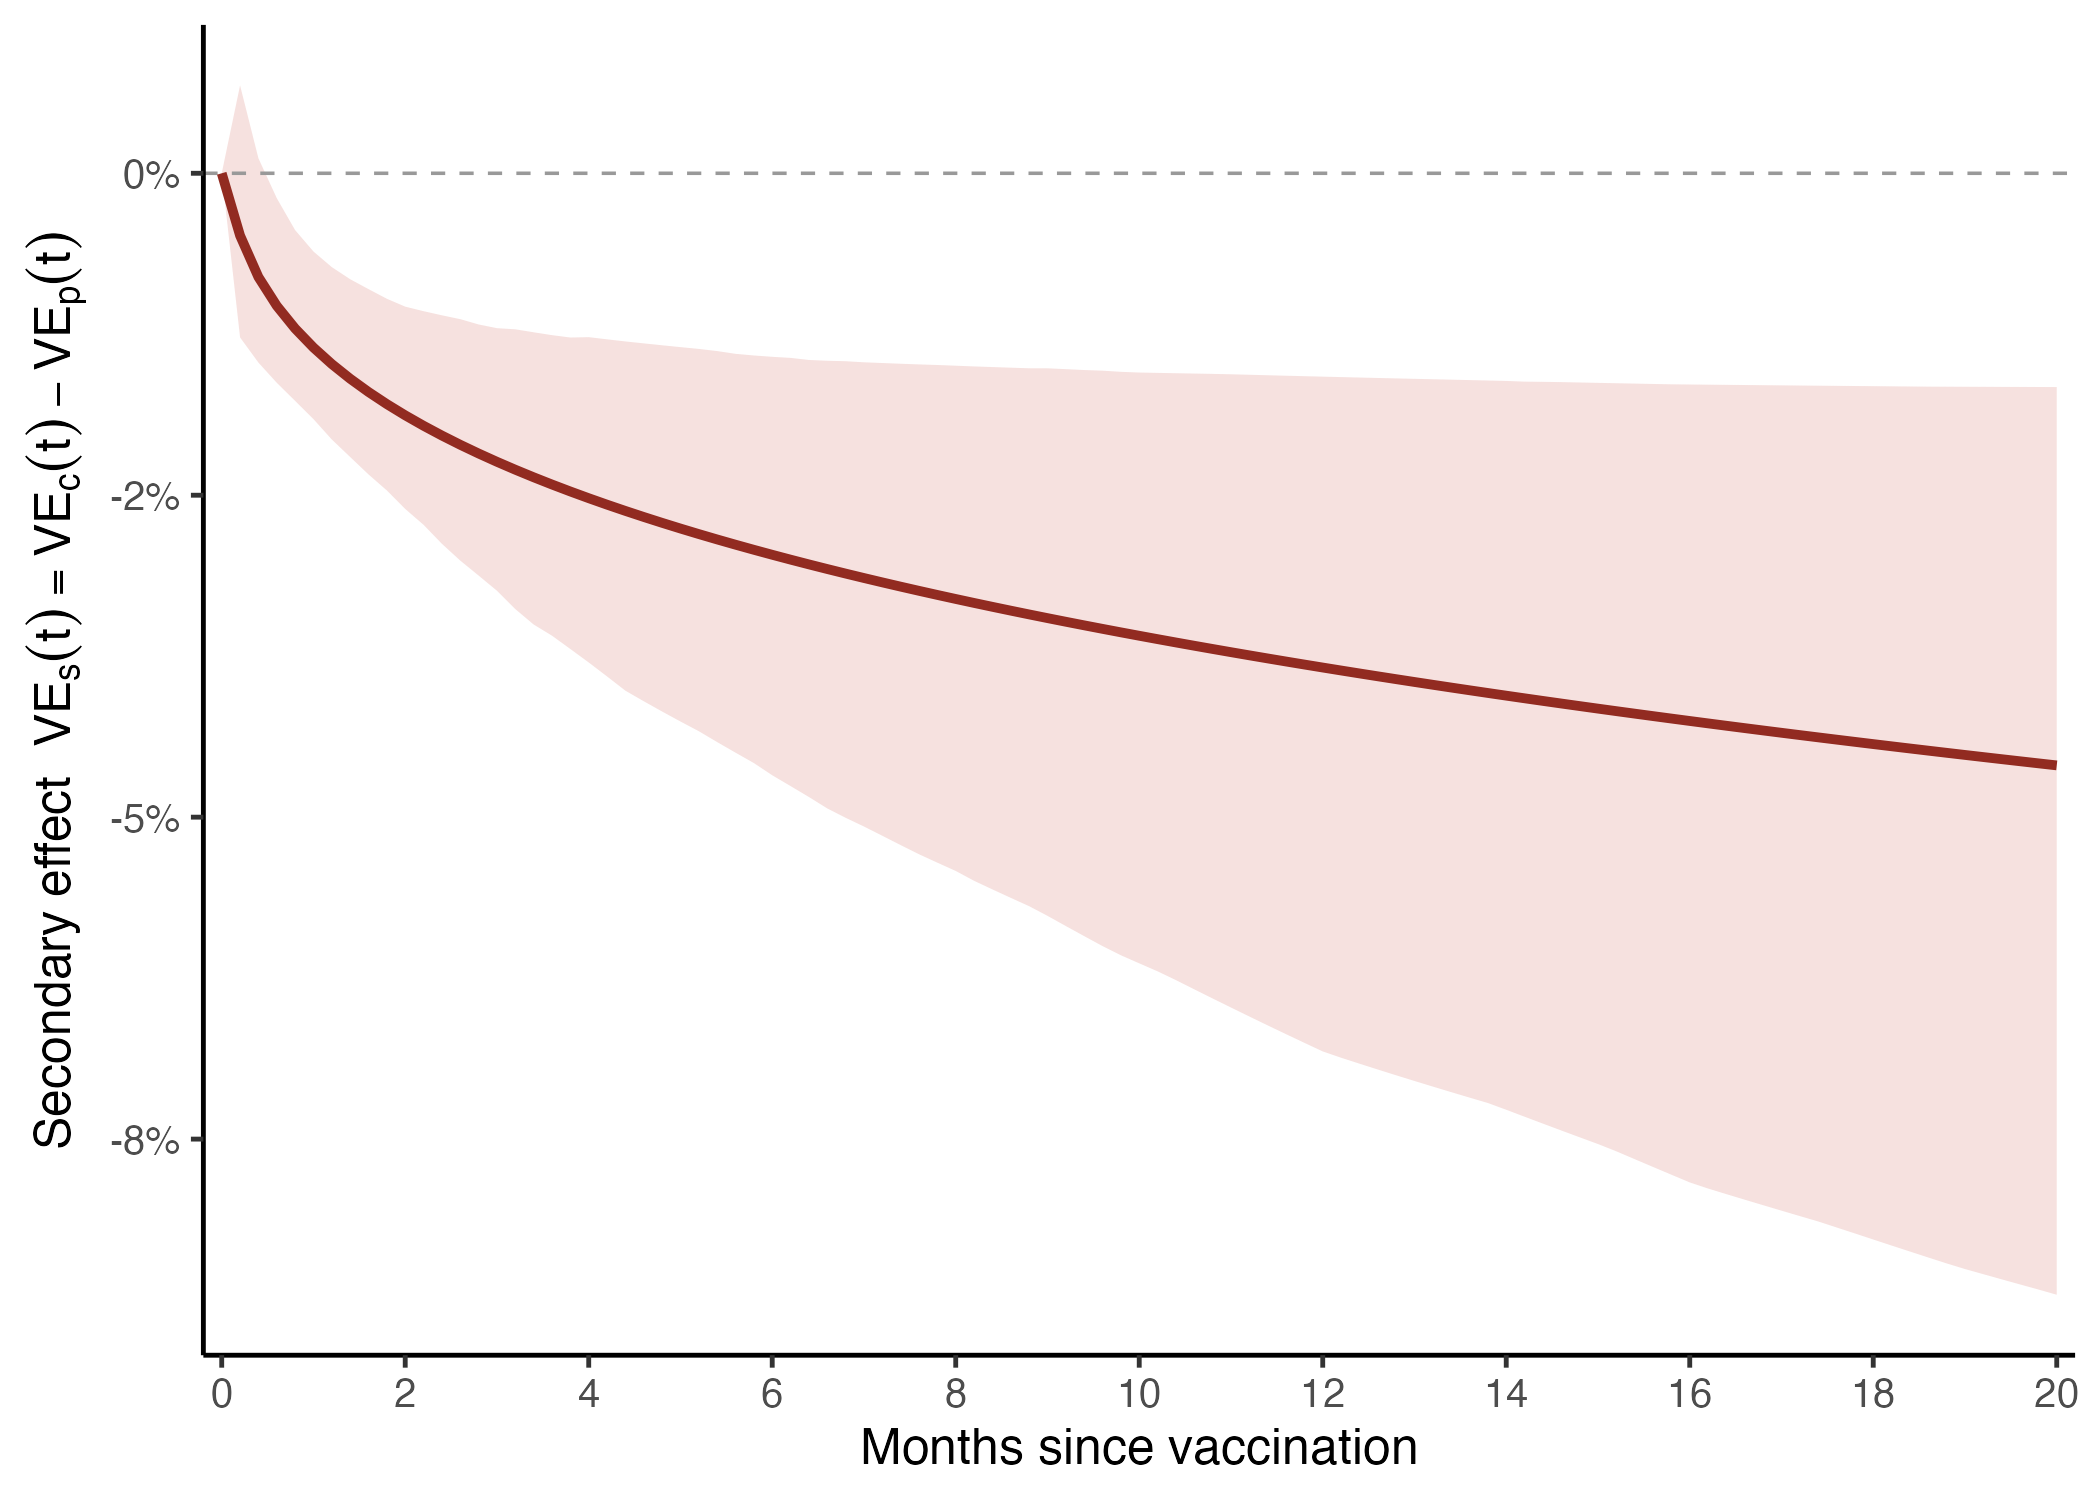 Secondary effect VEₛ(t) = VE_c(t) − VEₚ(t)
0%
-2%
-5%
-8%
0 2 4 6 8 10 12 14 16 18 20
Months since vaccination